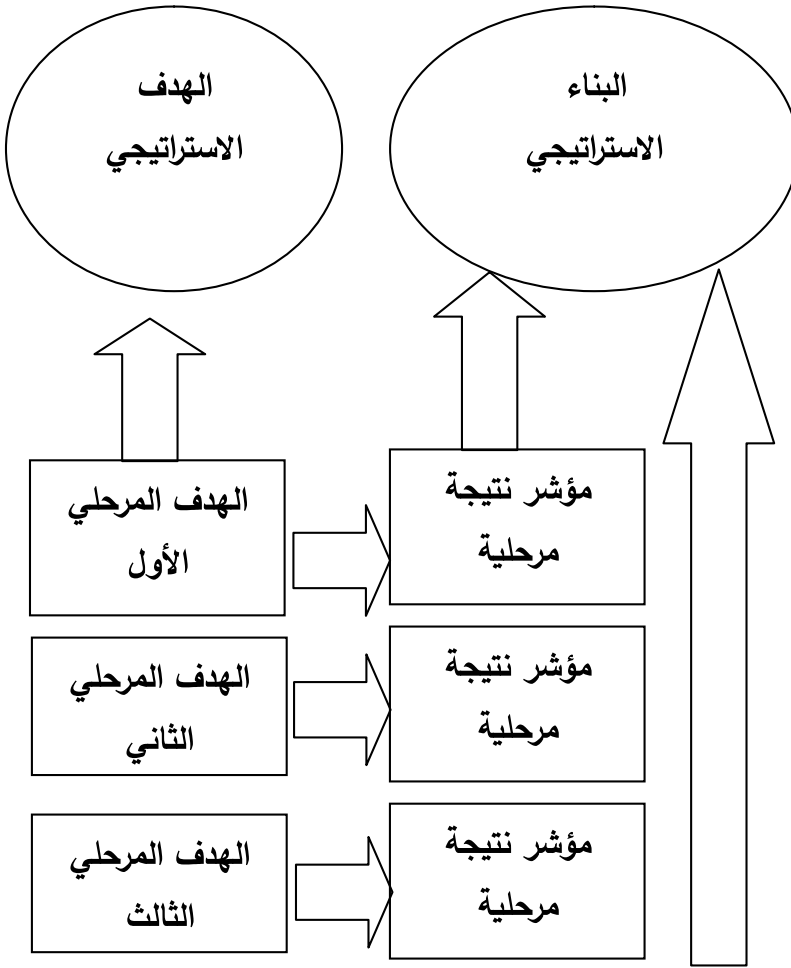 البناء
الاستراتيجي
الهدف
الاستراتيجي
مؤشر نتيجة
مرحلية
الهدف المرحلي
الأول
مؤشر نتيجة
مرحلية
الهدف المرحلي
الثاني
مؤشر نتيجة
مرحلية
الهدف المرحلي
الثالث